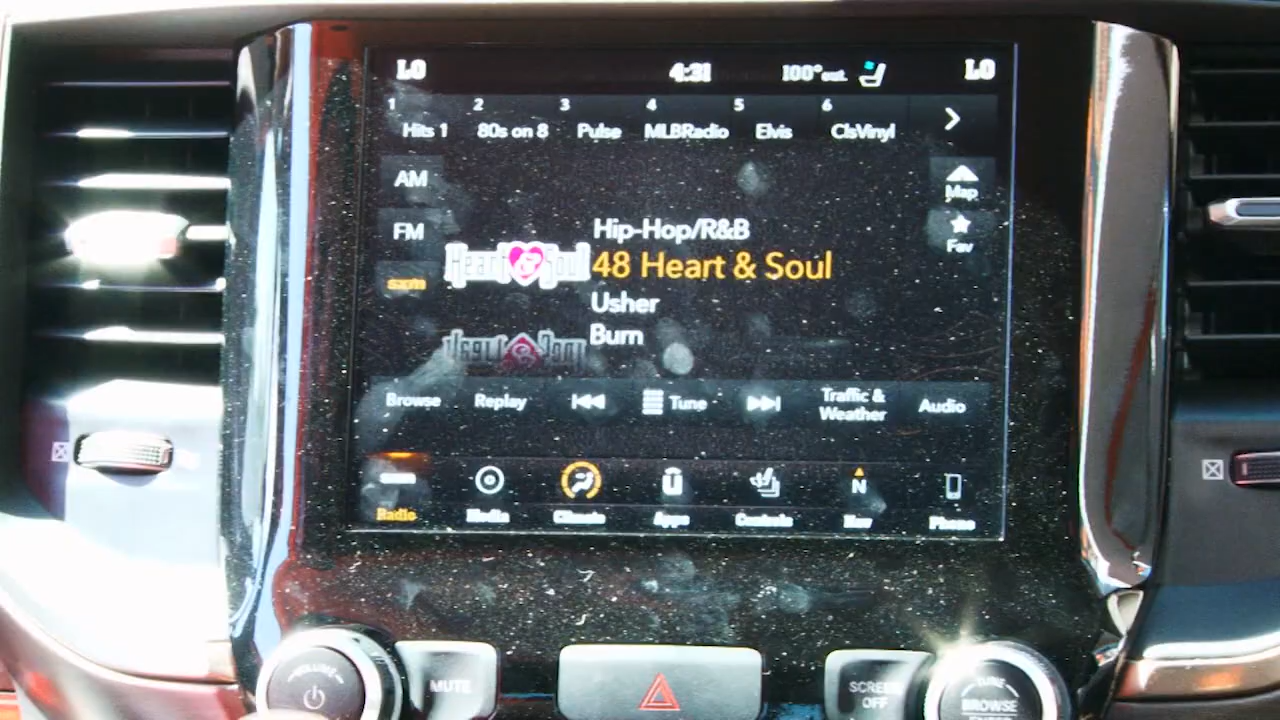 LO 4:31 100°out. LO
1 2 3 4 5 6
Hits 1 80s on 8 Pulse MLBRadio Elvis ClsVinyl
AM Map
FM Fav
sxm
Heart & Soul
Hip-Hop/R&B
48 Heart & Soul
Usher
Burn
Browse Replay Tune Traffic & Weather Audio
N
Radio Media Climate Apps Controls Nav Phone
VOLUME MUTE SCREEN OFF TUNE BROWSE